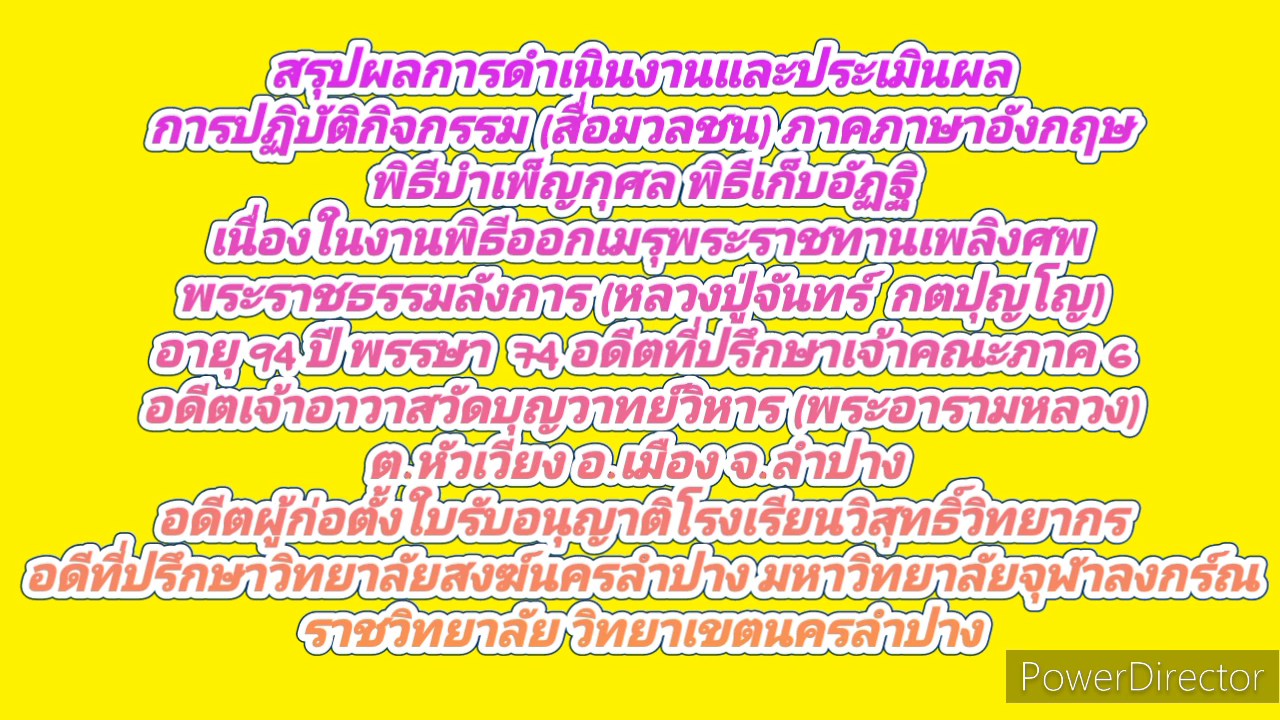 สรุปผลการดำเนินงานและประเมินผล
การปฏิบัติกิจกรรม (สื่อมวลชน) ภาคภาษาอังกฤษ
พิธีบำเพ็ญกุศล พิธีเก็บอัฏฐิ
เนื่องในงานพิธีออกเมรุพระราชทานเพลิงศพ
พระราชธรรมลังการ (หลวงปู่จันทร์ กตปุญโญ)
อายุ 94 ปี พรรษา 74 อดีตที่ปรึกษาเจ้าคณะภาค 6
อดีตเจ้าอาวาสวัดบุญวาทย์วิหาร (พระอารามหลวง)
ต.หัวเวียง อ.เมือง จ.ลำปาง
อดีตผู้ก่อตั้งใบรับอนุญาติโรงเรียนวิสุทธิ์วิทยากร
อดีที่ปรึกษาวิทยาลัยสงฆ์นครลำปาง มหาวิทยาลัยจุฬาลงกร์ณ
ราชวิทยาลัย วิทยาเขตนครลำปาง
PowerDirector